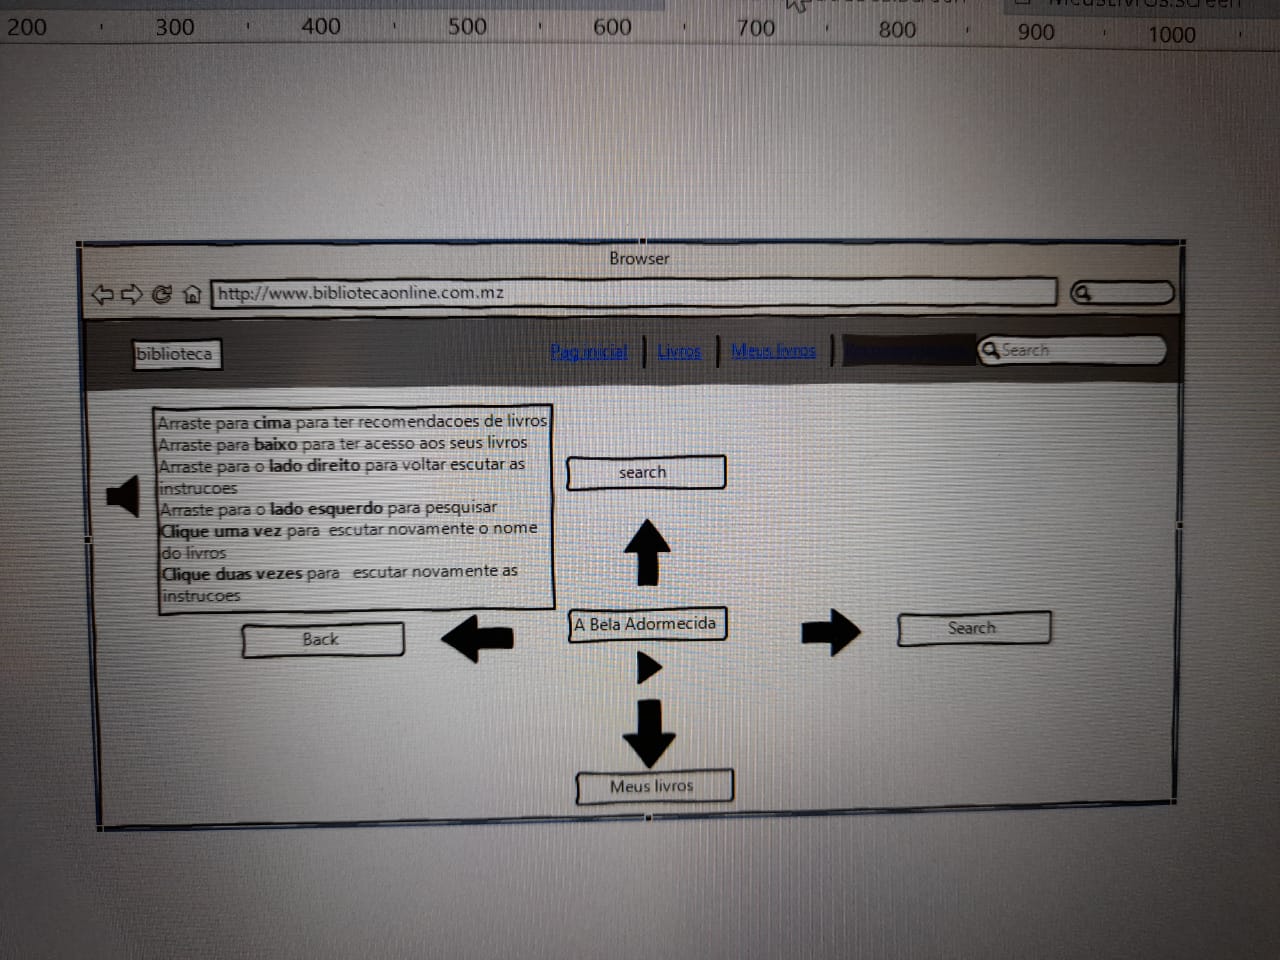 200 300 400 500 600 700 800 900 1000
Browser
http://www.bibliotecaonline.com.mz
biblioteca
Pag.inicial
Livros
Meus livros
Search
Arraste para cima para ter recomendacoes de livros
Arraste para baixo para ter acesso aos seus livros
Arraste para o lado direito para voltar escutar as
instrucoes
Arraste para o lado esquerdo para pesquisar
Clique uma vez para escutar novamente o nome
do livros
Clique duas vezes para escutar novamente as
instrucoes
search
Back
A Bela Adormecida
Search
Meus livros